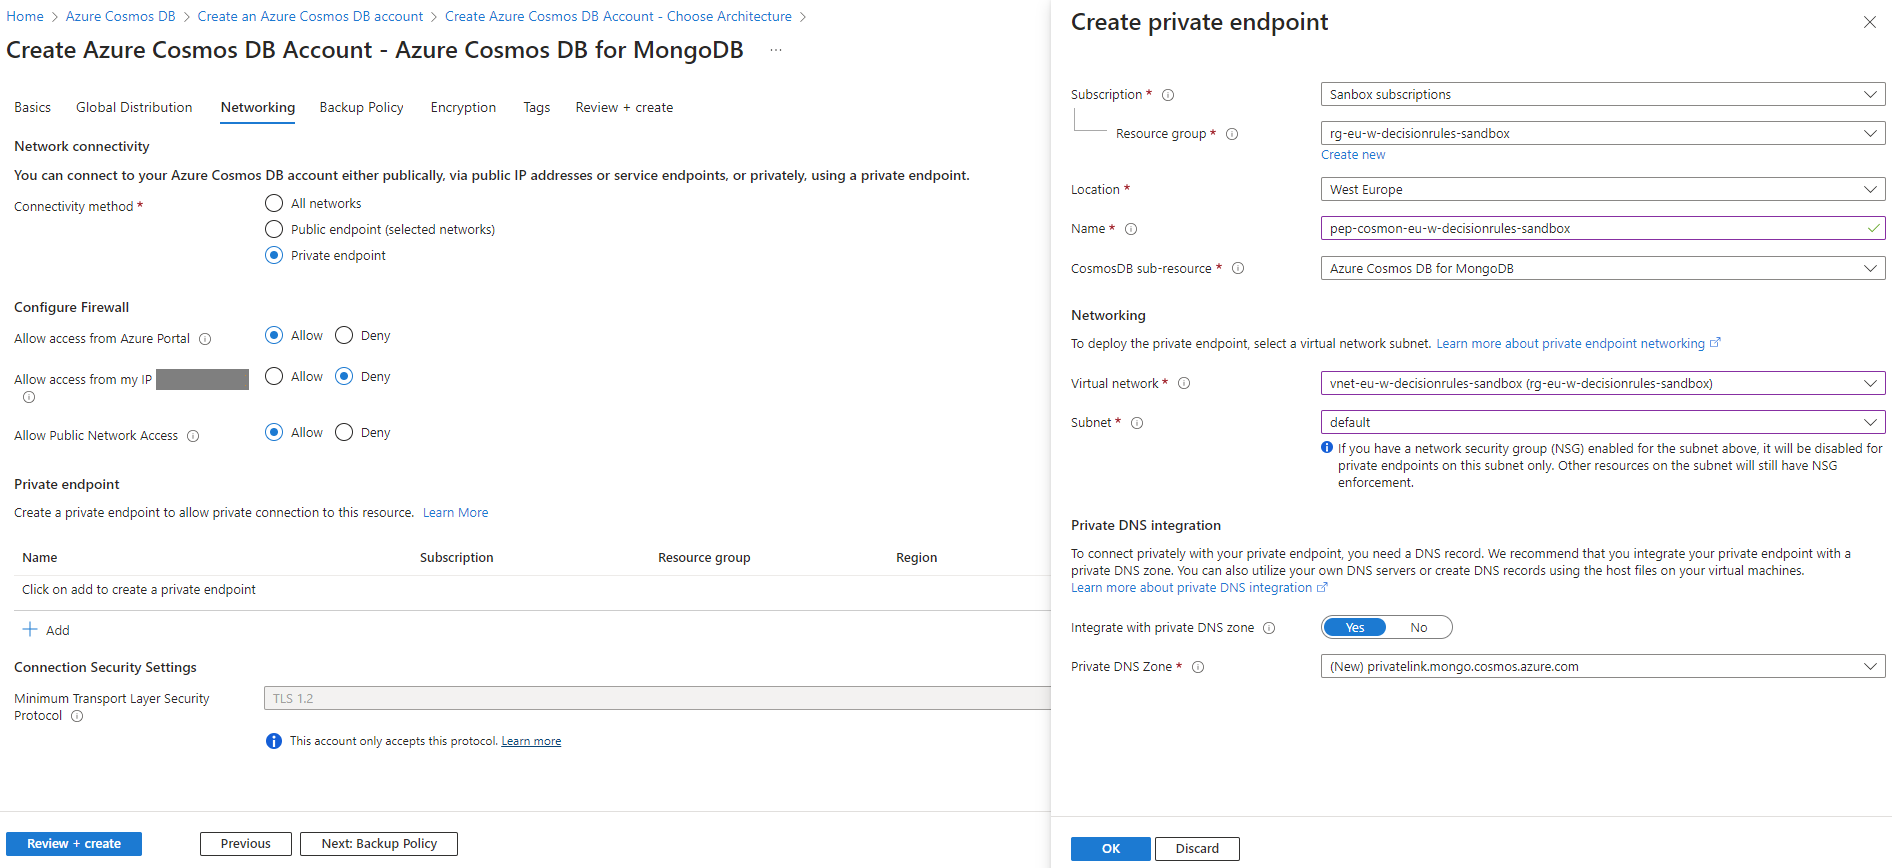 Home > Azure Cosmos DB > Create an Azure Cosmos DB account > Create Azure Cosmos DB Account - Choose Architecture >
Create Azure Cosmos DB Account - Azure Cosmos DB for MongoDB ...
Basics Global Distribution Networking Backup Policy Encryption Tags Review + create
Network connectivity
You can connect to your Azure Cosmos DB account either publically, via public IP addresses or service endpoints, or privately, using a private endpoint.
Connectivity method *
All networks
Public endpoint (selected networks)
Private endpoint
Configure Firewall
Allow access from Azure Portal Allow Deny
Allow access from my IP Allow Deny
Allow Public Network Access Allow Deny
Private endpoint
Create a private endpoint to allow private connection to this resource. Learn More
Name Subscription Resource group Region
Click on add to create a private endpoint
+ Add
Connection Security Settings
Minimum Transport Layer Security
Protocol
TLS 1.2
This account only accepts this protocol. Learn more
Review + create Previous Next: Backup Policy
Create private endpoint
Subscription * Sanbox subscriptions
Resource group * rg-eu-w-decisionrules-sandbox
Create new
Location * West Europe
Name * pep-cosmon-eu-w-decisionrules-sandbox
CosmosDB sub-resource * Azure Cosmos DB for MongoDB
Networking
To deploy the private endpoint, select a virtual network subnet. Learn more about private endpoint networking
Virtual network * vnet-eu-w-decisionrules-sandbox (rg-eu-w-decisionrules-sandbox)
Subnet * default
If you have a network security group (NSG) enabled for the subnet above, it will be disabled for
private endpoints on this subnet only. Other resources on the subnet will still have NSG
enforcement.
Private DNS integration
To connect privately with your private endpoint, you need a DNS record. We recommend that you integrate your private endpoint with a
private DNS zone. You can also utilize your own DNS servers or create DNS records using the host files on your virtual machines.
Learn more about private DNS integration
Integrate with private DNS zone Yes No
Private DNS Zone * (New) privatelink.mongo.cosmos.azure.com
OK Discard